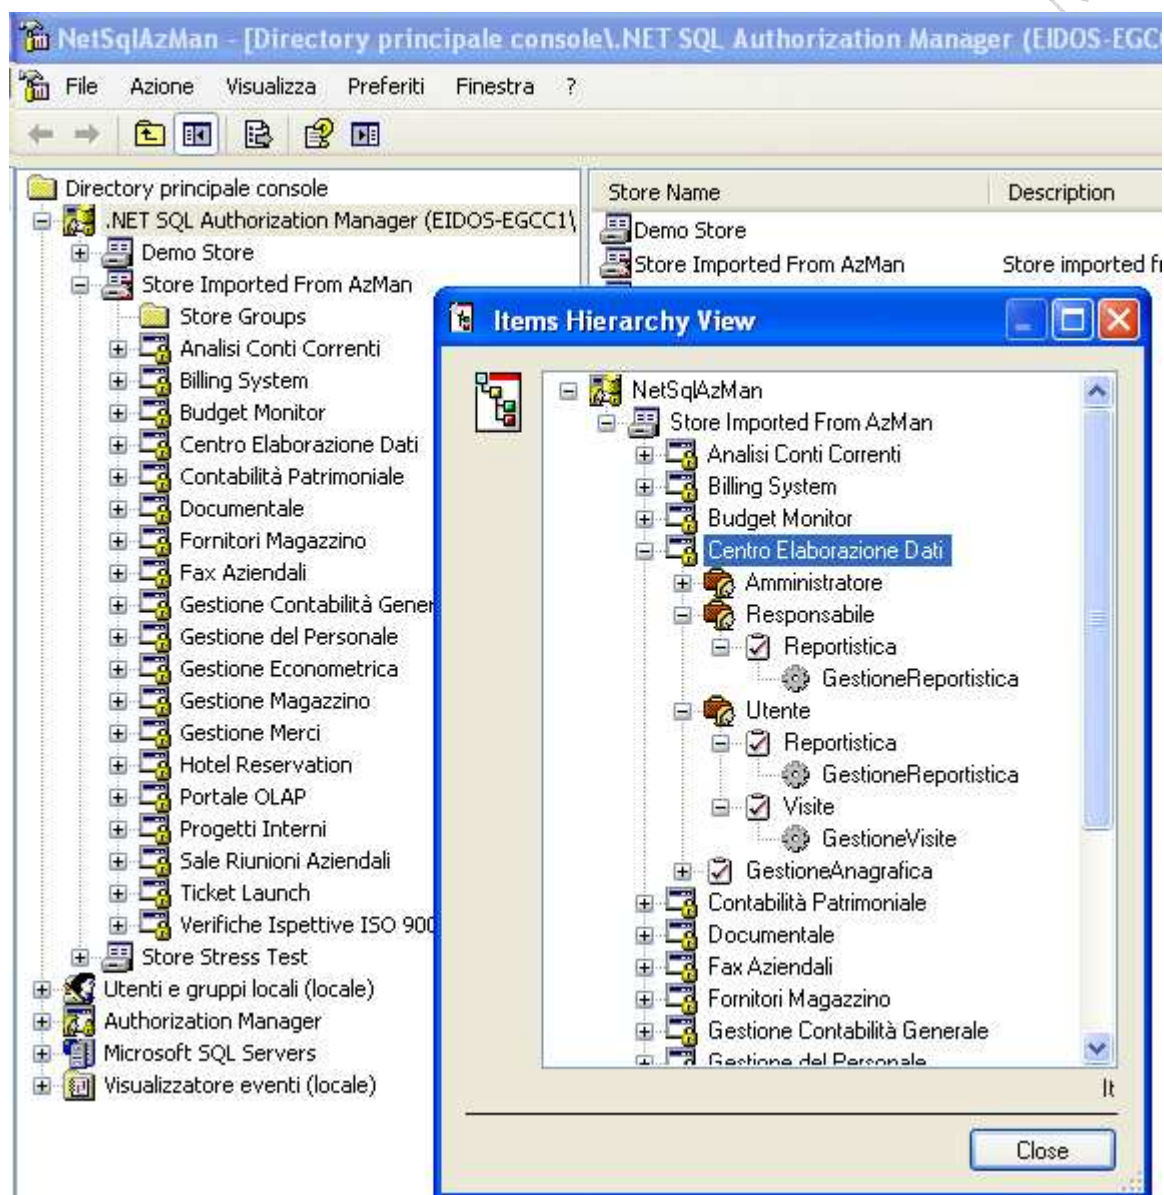 NetSqlAzMan - [Directory principale console\.NET SQL Authorization Manager (EIDOS-EGCC
File Azione Visualizza Preferiti Finestra ?
Directory principale console
.NET SQL Authorization Manager (EIDOS-EGCC1\
Demo Store
Store Imported From AzMan
Store Groups
Analisi Conti Correnti
Billing System
Budget Monitor
Centro Elaborazione Dati
Contabilità Patrimoniale
Documentale
Fornitori Magazzino
Fax Aziendali
Gestione Contabilità Gener
Gestione del Personale
Gestione Econometrica
Gestione Magazzino
Gestione Merci
Hotel Reservation
Portale OLAP
Progetti Interni
Sale Riunioni Aziendali
Ticket Launch
Verifiche Ispettive ISO 900
Store Stress Test
Utenti e gruppi locali (locale)
Authorization Manager
Microsoft SQL Servers
Visualizzatore eventi (locale)
Store Name Description
Demo Store
Store Imported From AzMan Store imported fr
Items Hierarchy View
NetSqlAzMan
Store Imported From AzMan
Analisi Conti Correnti
Billing System
Budget Monitor
Centro Elaborazione Dati
Amministratore
Responsabile
Reportistica
GestioneReportistica
Utente
Reportistica
GestioneReportistica
Visite
GestioneVisite
GestioneAnagrafica
Contabilità Patrimoniale
Documentale
Fax Aziendali
Fornitori Magazzino
Gestione Contabilità Generale
Gestione del Personale
It
Close